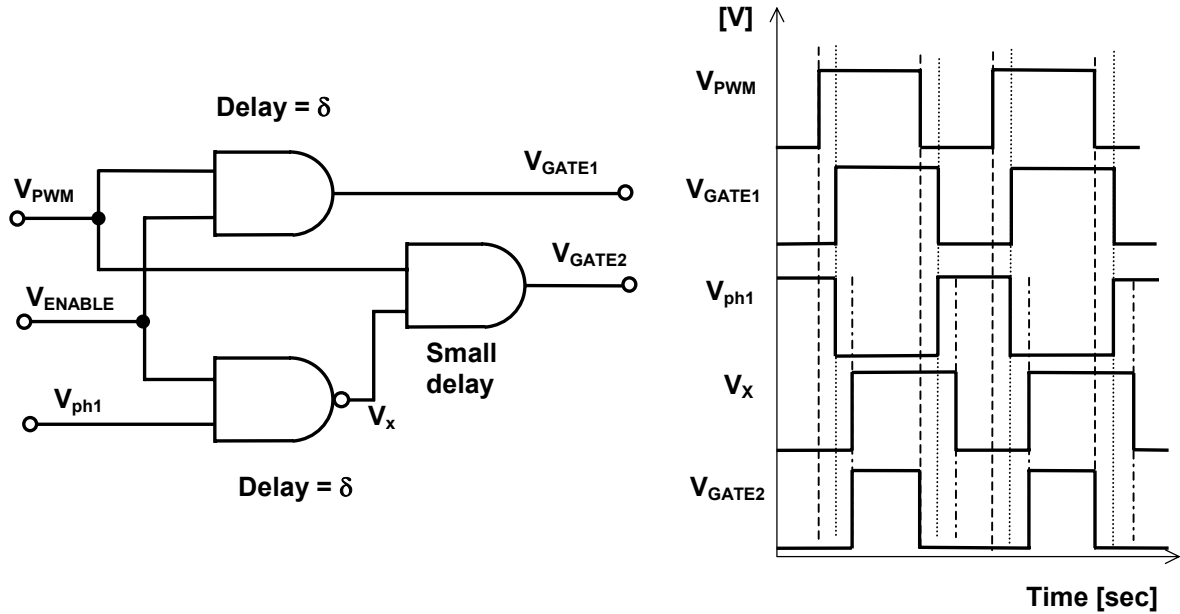 Delay = δ
V_PWM
V_GATE1
V_GATE2
V_ENABLE
Small
delay
V_ph1
V_x
Delay = δ
[V]
V_PWM
V_GATE1
V_ph1
V_X
V_GATE2
Time [sec]